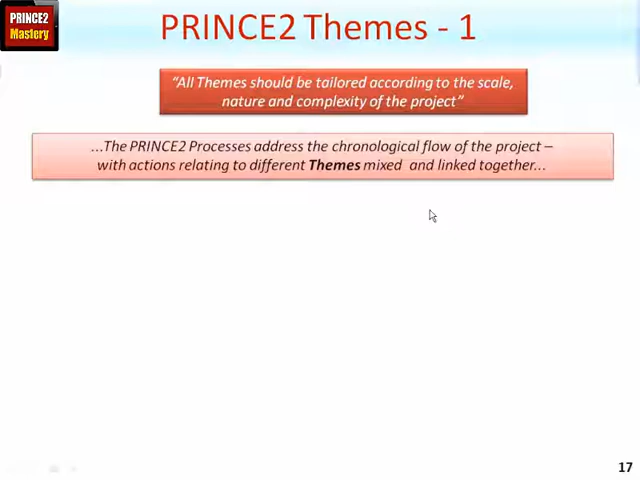 PRINCE2
Mastery
PRINCE2 Themes - 1
“All Themes should be tailored according to the scale,
nature and complexity of the project”
…The PRINCE2 Processes address the chronological flow of the project –
with actions relating to different Themes mixed and linked together…
17